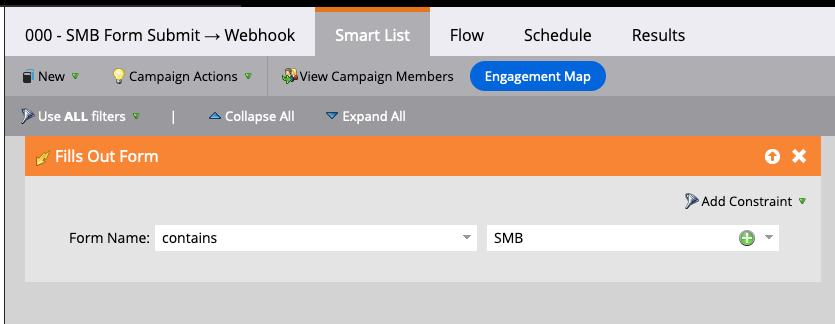 000 - SMB Form Submit → Webhook Smart List Flow Schedule Results
New Campaign Actions View Campaign Members Engagement Map
Use ALL filters | Collapse All Expand All
Fills Out Form
Add Constraint
Form Name: contains SMB